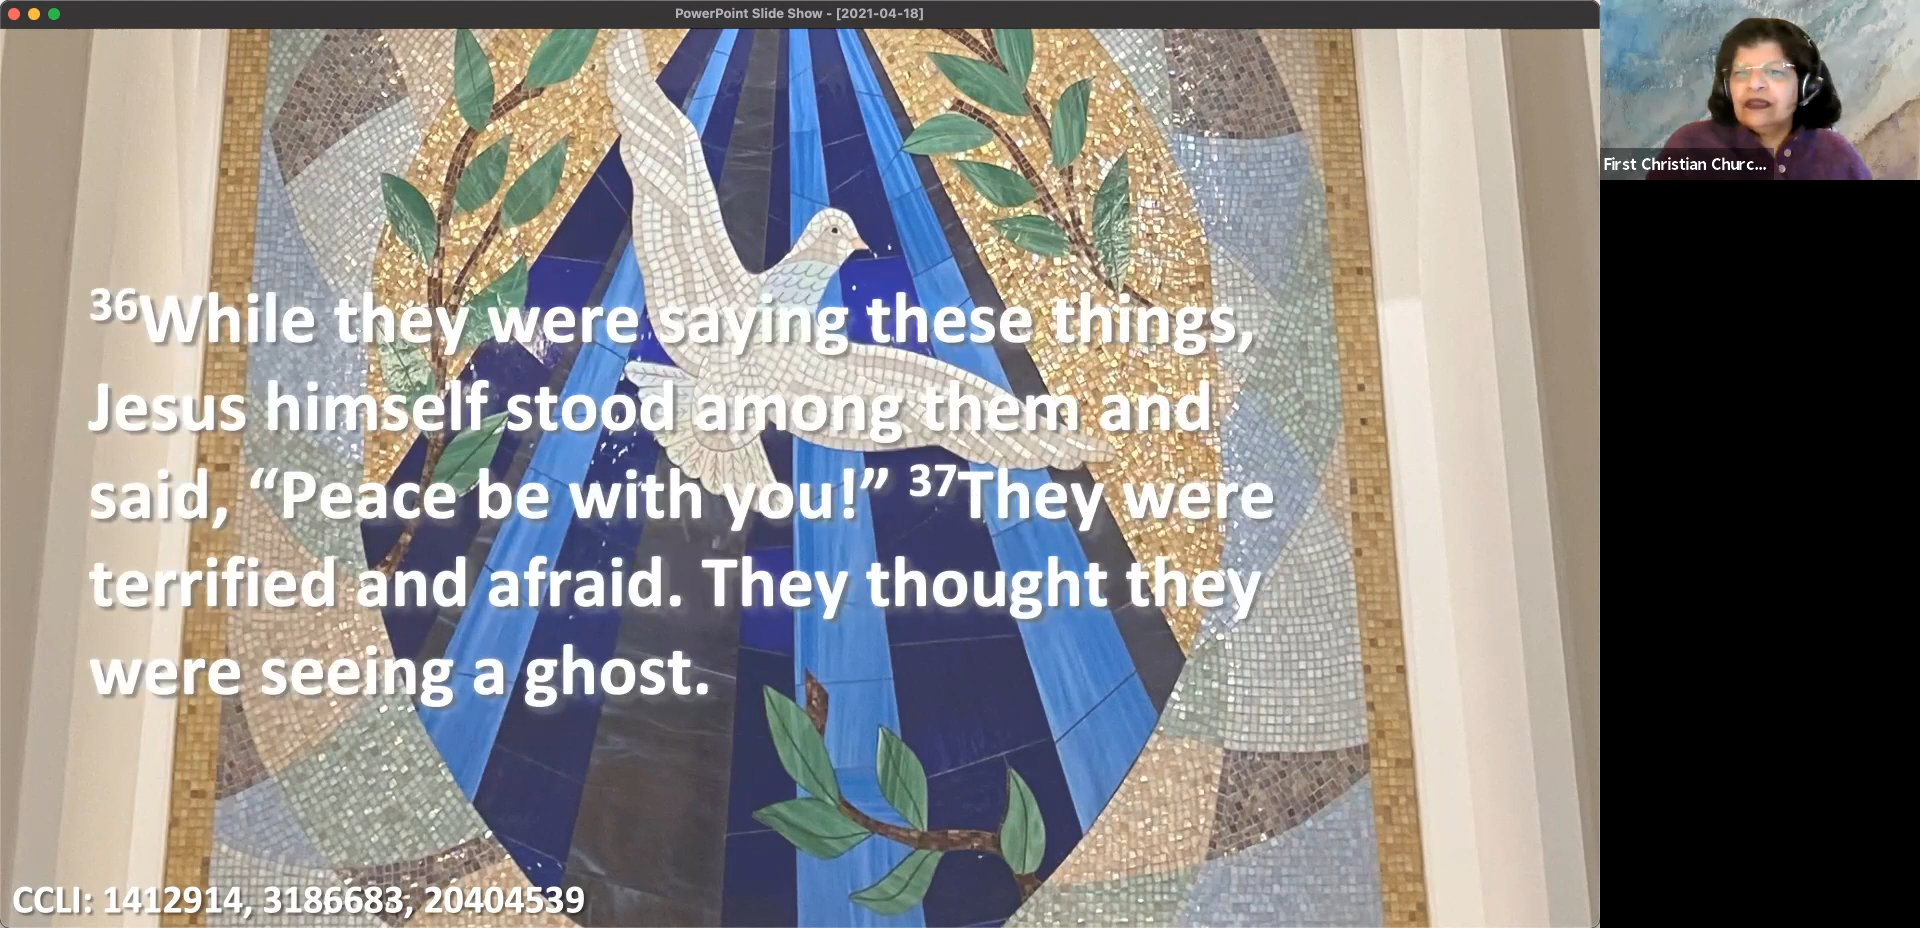 PowerPoint Slide Show - [2021-04-18]
36While they were saying these things,
Jesus himself stood among them and
said, “Peace be with you!” 37They were
terrified and afraid. They thought they
were seeing a ghost.
CCLI: 1412914, 3186683, 20404539
First Christian Churc...